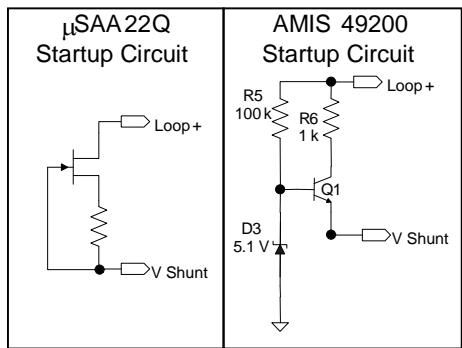 µSAA22Q
Startup Circuit
Loop+
V Shunt
AMIS 49200
Startup Circuit
Loop+
R5
100 k
R6
1 k
Q1
D3
5.1 V
V Shunt